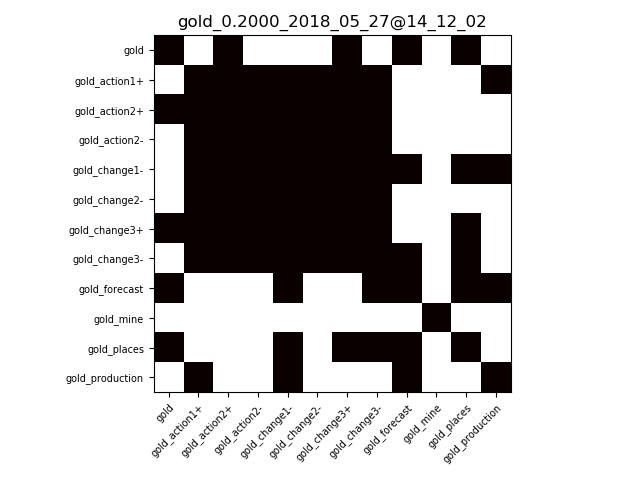 gold_0.2000_2018_05_27@14_12_02
gold
gold_action1+
gold_action2+
gold_action2-
gold_change1-
gold_change2-
gold_change3+
gold_change3-
gold_forecast
gold_mine
gold_places
gold_production
gold
gold_action1+
gold_action2+
gold_action2-
gold_change1-
gold_change2-
gold_change3+
gold_change3-
gold_forecast
gold_mine
gold_places
gold_production